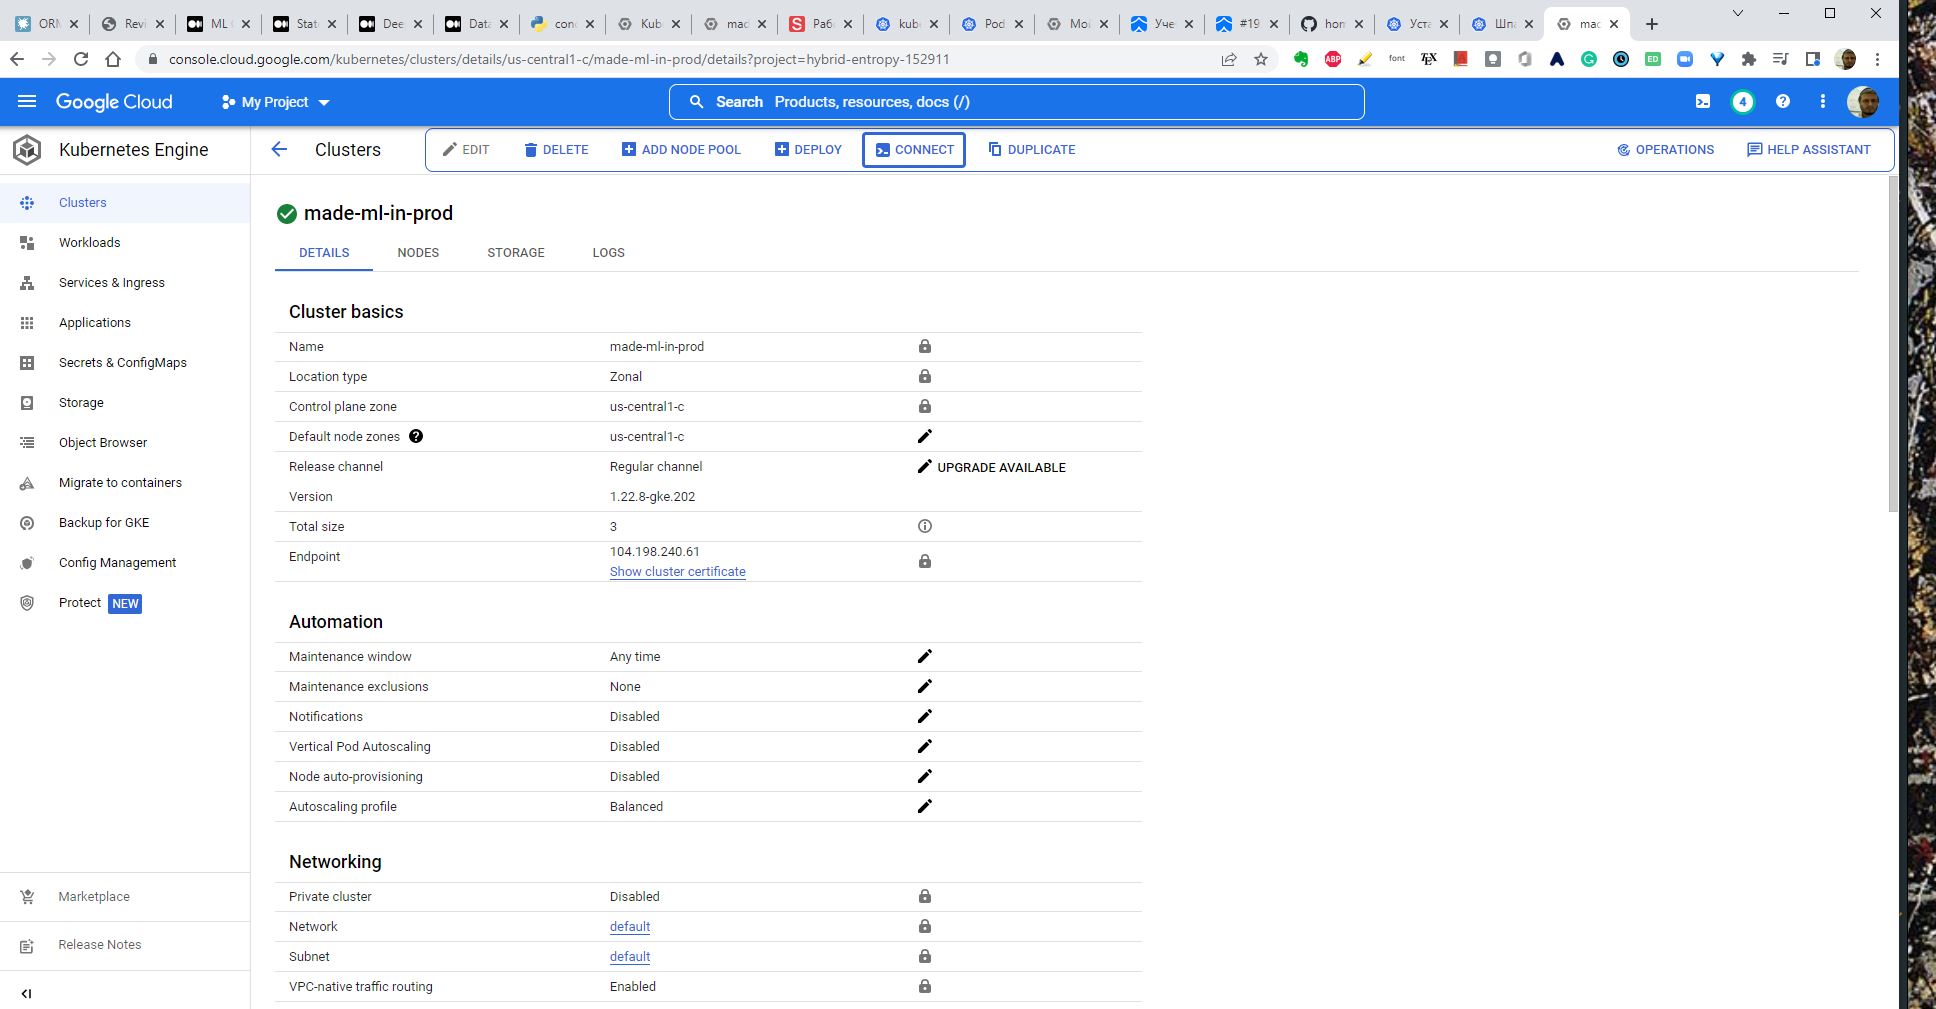 ORM Revi ML State Dee Data con Kub mad Раб kub Pod Мо Уче #19 hon Уста Шпа mac
console.cloud.google.com/kubernetes/clusters/details/us-central1-c/made-ml-in-prod/details?project=hybrid-entropy-152911
ABP font TEX ED
Google Cloud My Project Search Products, resources, docs (/) 4
Kubernetes Engine Clusters EDIT DELETE ADD NODE POOL DEPLOY CONNECT DUPLICATE OPERATIONS HELP ASSISTANT
Clusters
Workloads
Services & Ingress
Applications
Secrets & ConfigMaps
Storage
Object Browser
Migrate to containers
Backup for GKE
Config Management
Protect NEW
Marketplace
Release Notes
made-ml-in-prod
DETAILS NODES STORAGE LOGS
Cluster basics
Name made-ml-in-prod
Location type Zonal
Control plane zone us-central1-c
Default node zones us-central1-c
Release channel Regular channel UPGRADE AVAILABLE
Version 1.22.8-gke.202
Total size 3
Endpoint 104.198.240.61
Show cluster certificate
Automation
Maintenance window Any time
Maintenance exclusions None
Notifications Disabled
Vertical Pod Autoscaling Disabled
Node auto-provisioning Disabled
Autoscaling profile Balanced
Networking
Private cluster Disabled
Network default
Subnet default
VPC-native traffic routing Enabled